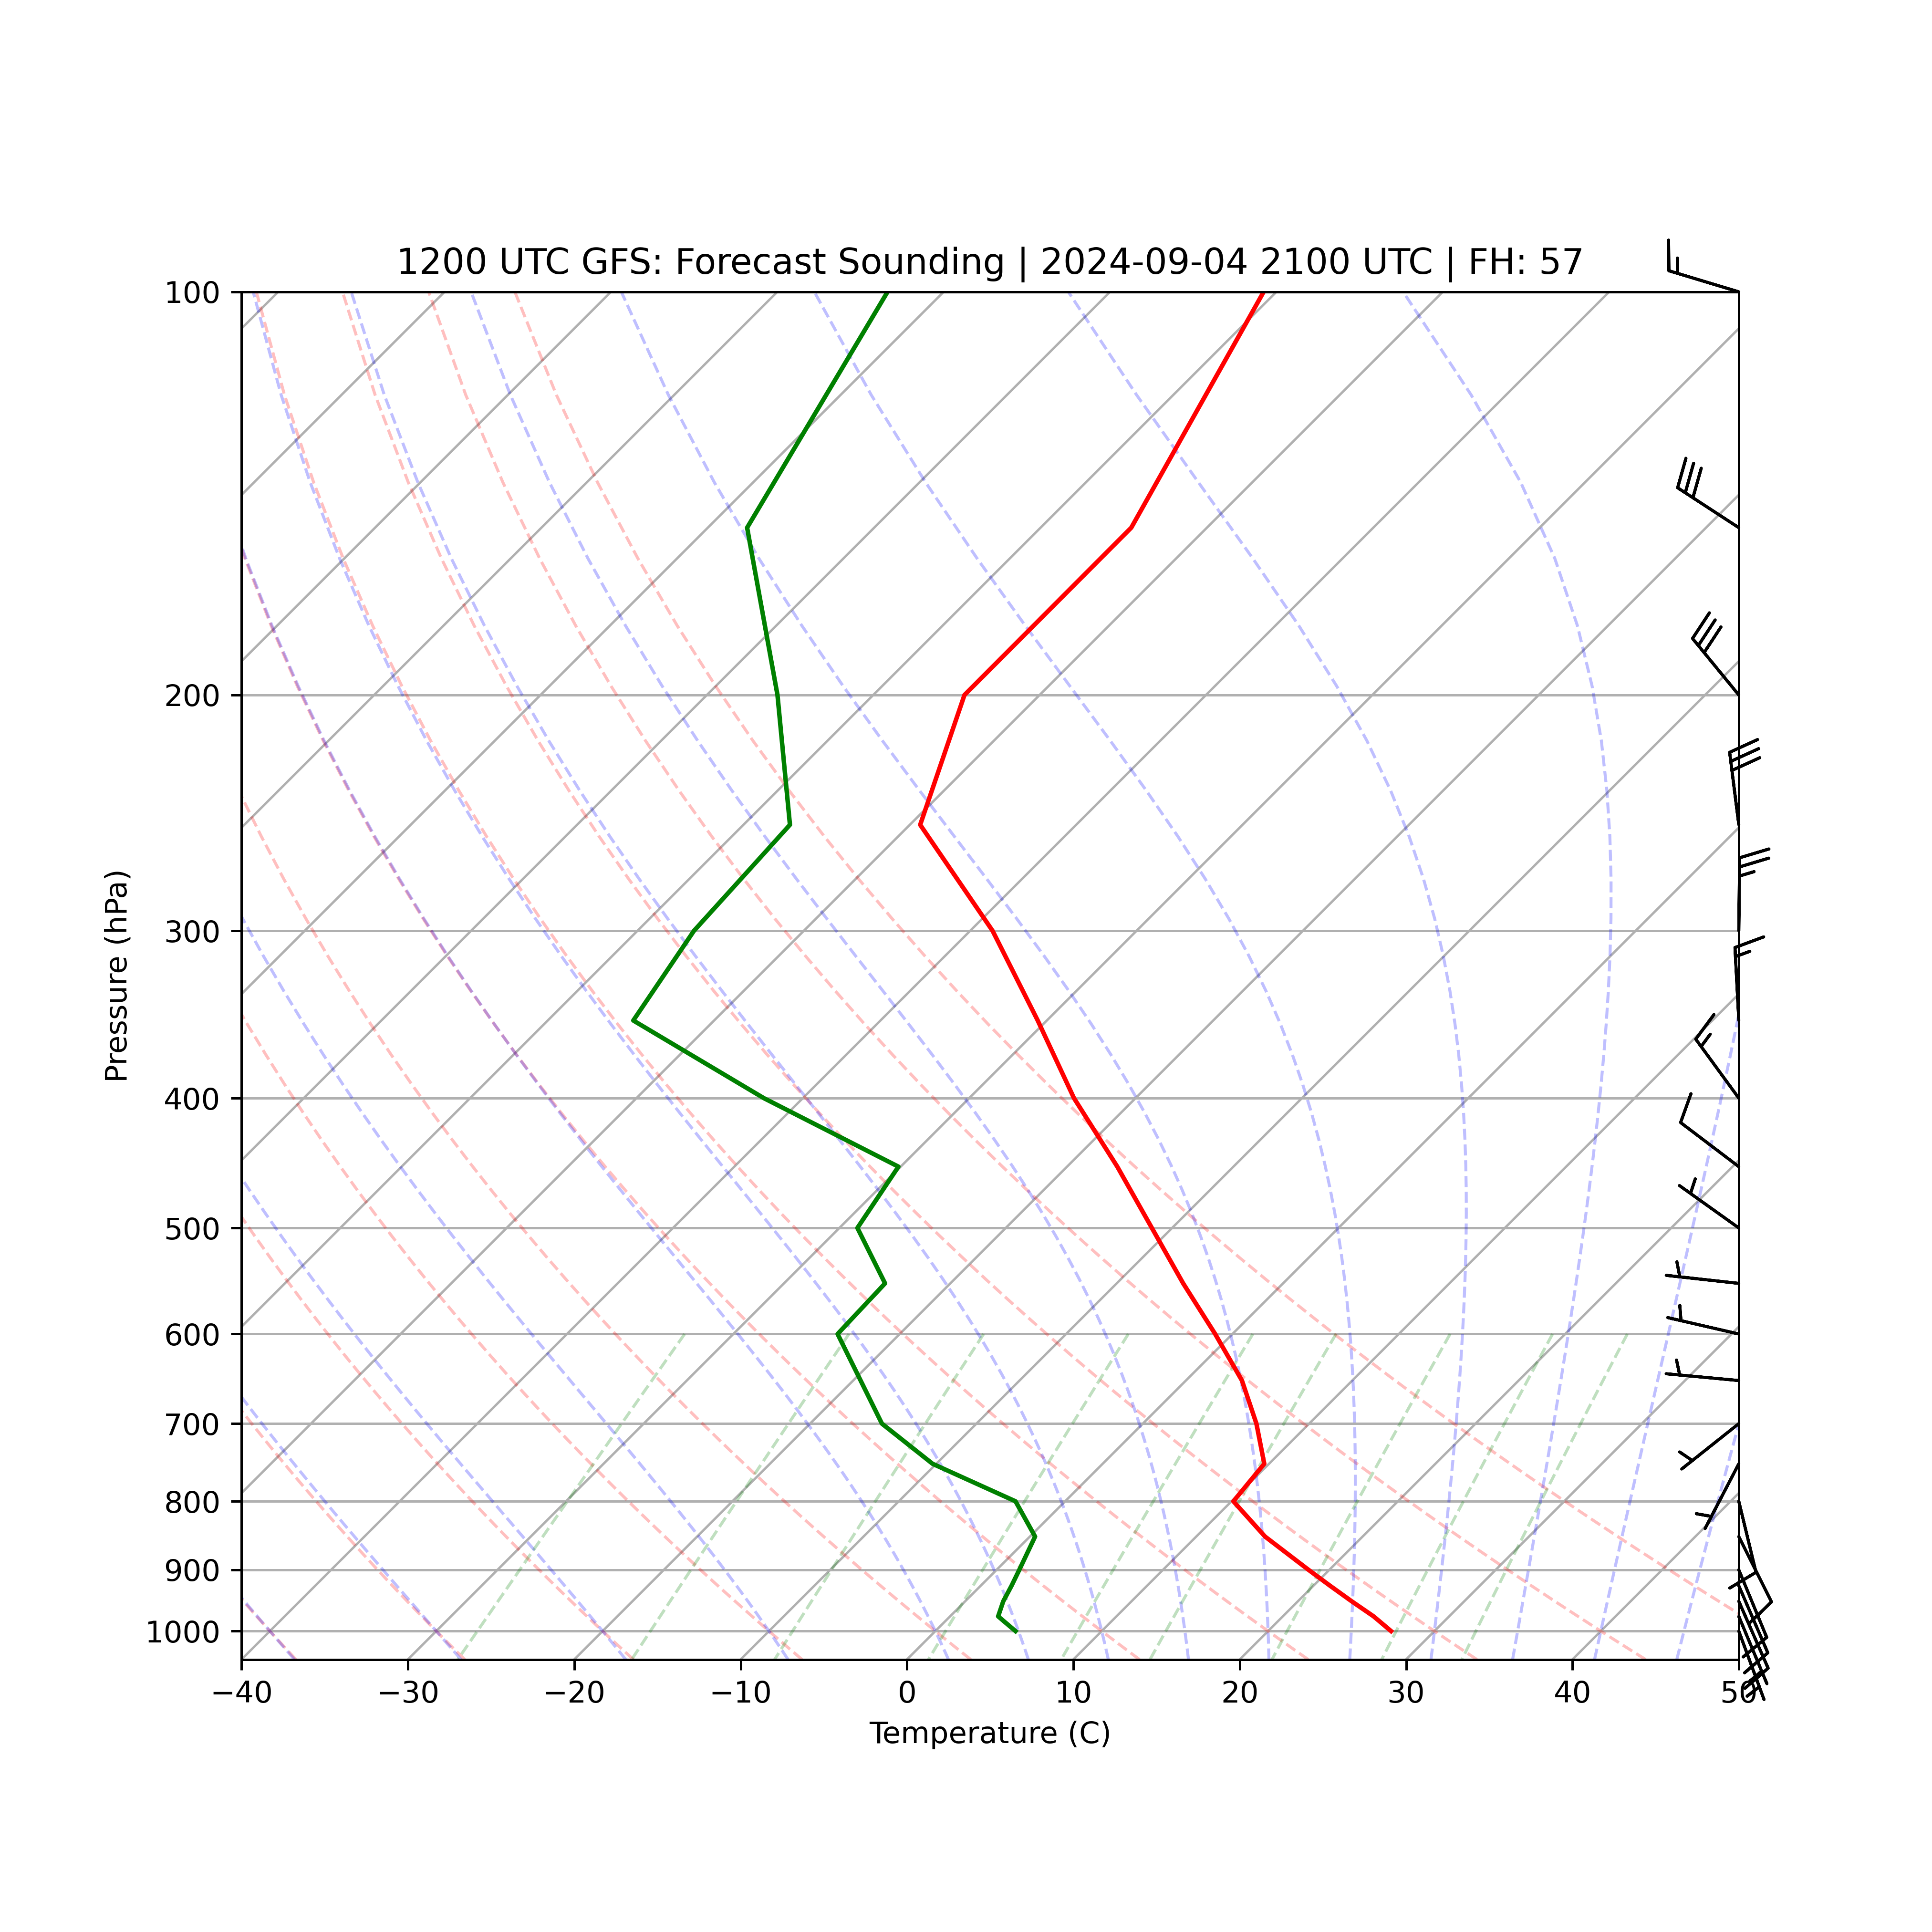 1200 UTC GFS: Forecast Sounding | 2024-09-04 2100 UTC | FH: 57
100
200
300
400
500
600
700
800
900
1000
Pressure (hPa)
−40 −30 −20 −10 0 10 20 30 40 50
Temperature (C)